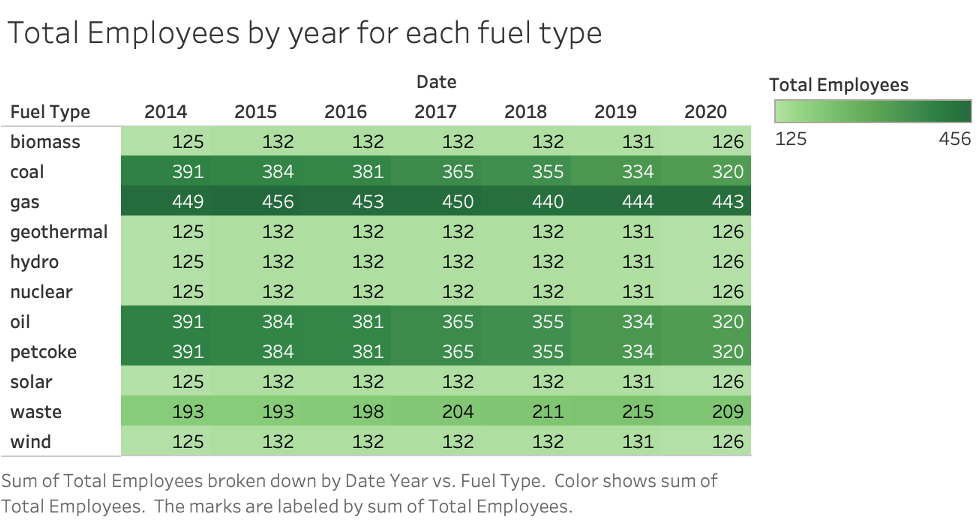 Total Employees by year for each fuel type
Date
Total Employees
Fuel Type 2014 2015 2016 2017 2018 2019 2020
125 456
biomass 125 132 132 132 132 131 126
coal 391 384 381 365 355 334 320
gas 449 456 453 450 440 444 443
geothermal 125 132 132 132 132 131 126
hydro 125 132 132 132 132 131 126
nuclear 125 132 132 132 132 131 126
oil 391 384 381 365 355 334 320
petcoke 391 384 381 365 355 334 320
solar 125 132 132 132 132 131 126
waste 193 193 198 204 211 215 209
wind 125 132 132 132 132 131 126
Sum of Total Employees broken down by Date Year vs. Fuel Type.  Color shows sum of
Total Employees.  The marks are labeled by sum of Total Employees.